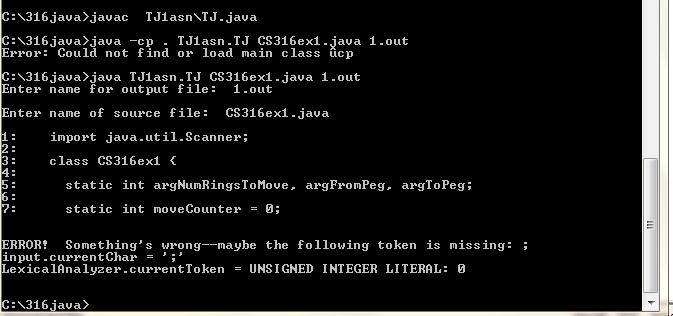 C:\316java>javac  TJ1asn\TJ.java
C:\316java>java -cp . TJ1asn.TJ CS316ex1.java 1.out
Error: Could not find or load main class ûcp
C:\316java>java TJ1asn.TJ CS316ex1.java 1.out
Enter name for output file:  1.out
Enter name of source file:  CS316ex1.java
1:    import java.util.Scanner;
2:
3:    class CS316ex1 {
4:
5:      static int argNumRingsToMove, argFromPeg, argToPeg;
6:
7:      static int moveCounter = 0;
ERROR!  Something's wrong--maybe the following token is missing: ;
input.currentChar = ';'
LexicalAnalyzer.currentToken = UNSIGNED INTEGER LITERAL: 0
C:\316java>